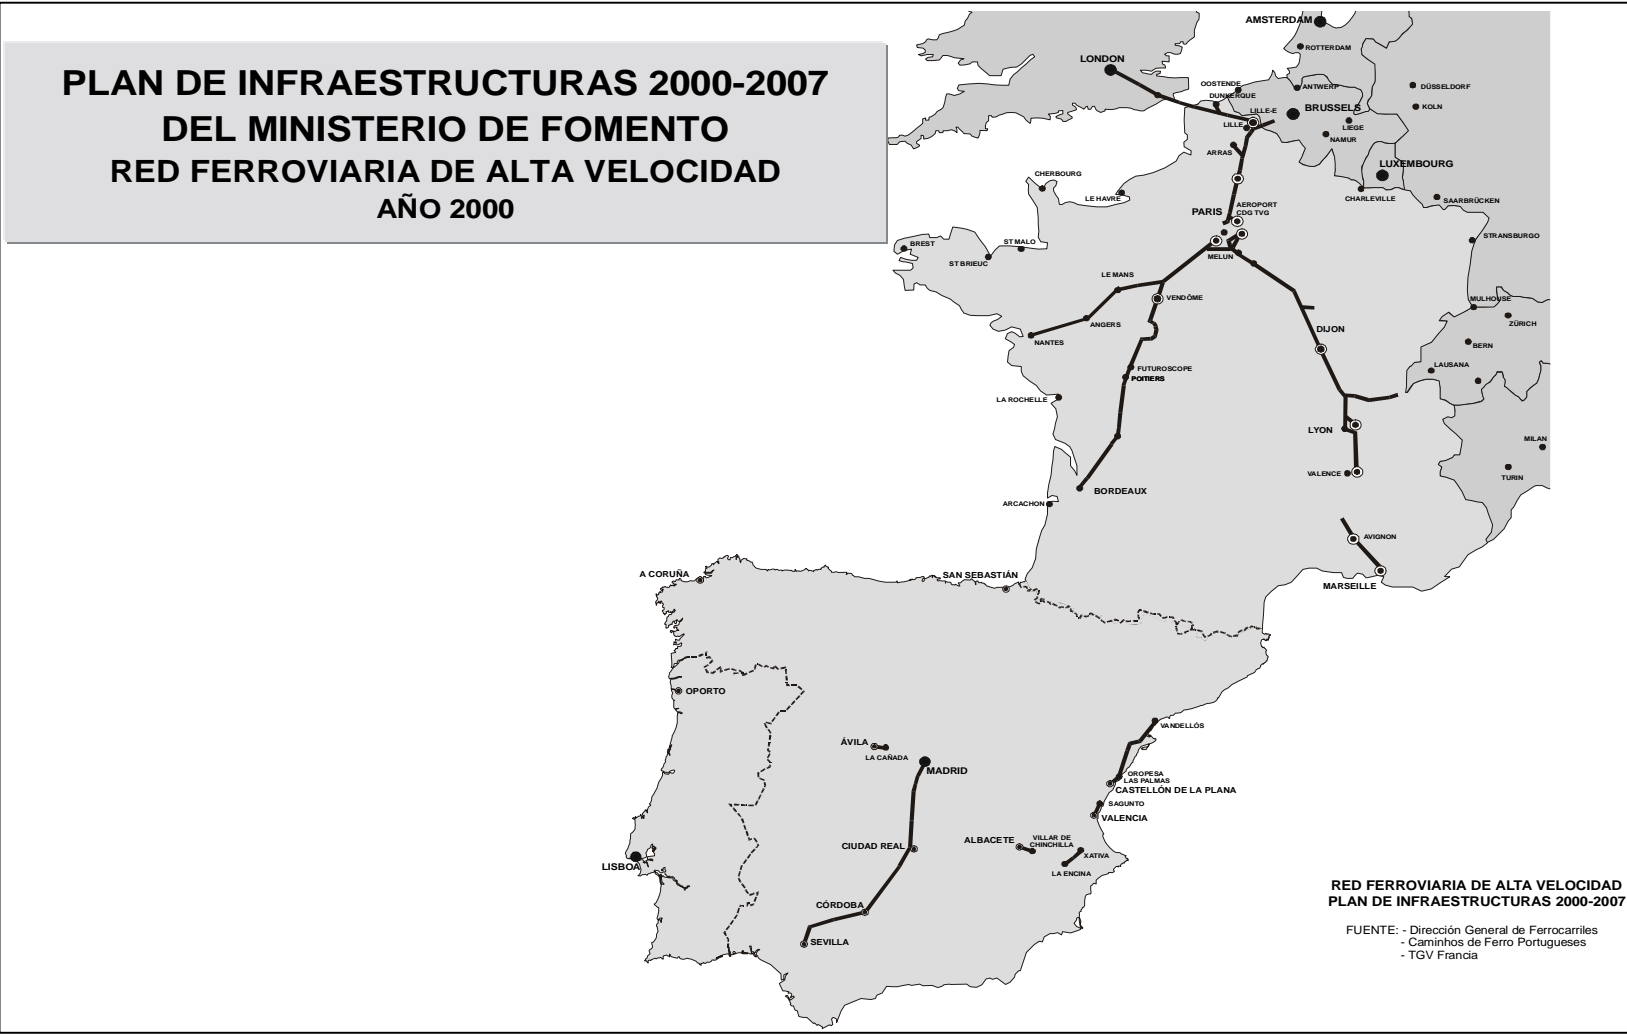 PLAN DE INFRAESTRUCTURAS 2000-2007
DEL MINISTERIO DE FOMENTO
RED FERROVIARIA DE ALTA VELOCIDAD
AÑO 2000
AMSTERDAM
ROTTERDAM
LONDON
OOSTENDE
DUNKERQUE
ANTWERP
DÜSSELDORF
KOLN
BRUSSELS
LILLE-E
LILLE
LIEGE
NAMUR
ARRAS
LUXEMBOURG
CHERBOURG
LE HAVRE
CHARLEVILLE
SAARBRÜCKEN
PARIS
AEROPORT
CDG TVG
STRANSBURGO
BREST
ST MALO
ST BRIEUC
MELUN
LE MANS
VENDÔME
MULHOUSE
ZÜRICH
ANGERS
NANTES
DIJON
BERN
LAUSANA
FUTUROSCOPE
POITIERS
LA ROCHELLE
LYON
MILAN
VALENCE
TURIN
BORDEAUX
ARCACHON
AVIGNON
MARSEILLE
A CORUÑA
SAN SEBASTIÁN
OPORTO
VANDELLÓS
ÁVILA
LA CAÑADA
MADRID
OROPESA
LAS PALMAS
CASTELLÓN DE LA PLANA
SAGUNTO
VALENCIA
ALBACETE
VILLAR DE
CHINCHILLA
CIUDAD REAL
XATIVA
LA ENCINA
LISBOA
CÓRDOBA
SEVILLA
RED FERROVIARIA DE ALTA VELOCIDAD
PLAN DE INFRAESTRUCTURAS 2000-2007
FUENTE: - Dirección General de Ferrocarriles
- Caminhos de Ferro Portugueses
- TGV Francia